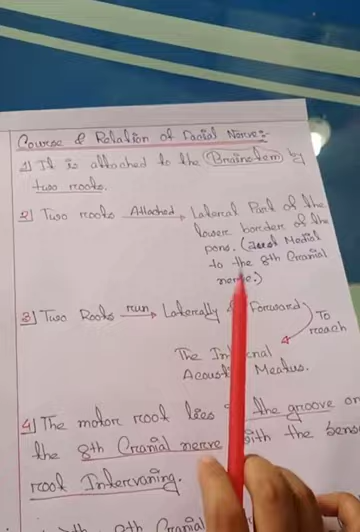 Course & Relation of Facial Nerve:-
1) It is attached to the Brainstem by
two roots.
2) Two roots Attached → Lateral Part of the
lower border of the
pons. (Just Medial
to the 8th Cranial
nerve.)
3) Two Roots run → Laterally & Forward
To
reach
The Internal
Acoustic Meatus.
4) The motor root lies the groove on
the 8th Cranial nerve with the
root Intervening.
8th Cranial